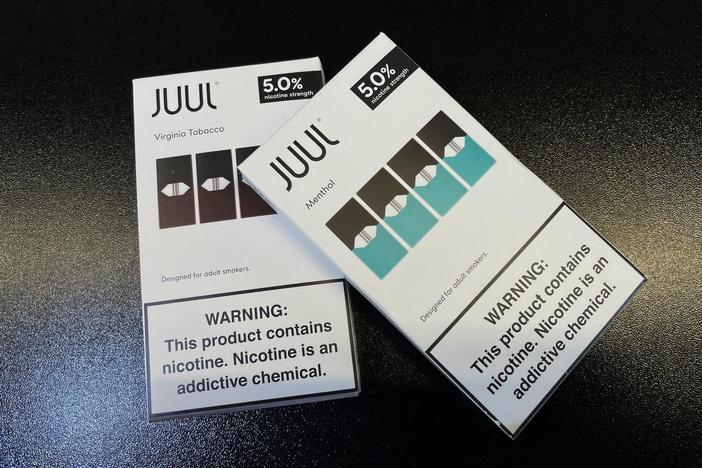 JUUL
5.0%
nicotine strength
Virginia Tobacco
Designed for adult smokers.
WARNING:
This product contains
nicotine. Nicotine is an
addictive chemical.
JUUL
5.0%
nicotine strength
Menthol
Designed for adult smokers.
WARNING:
This product contains
nicotine. Nicotine is an
addictive chemical.